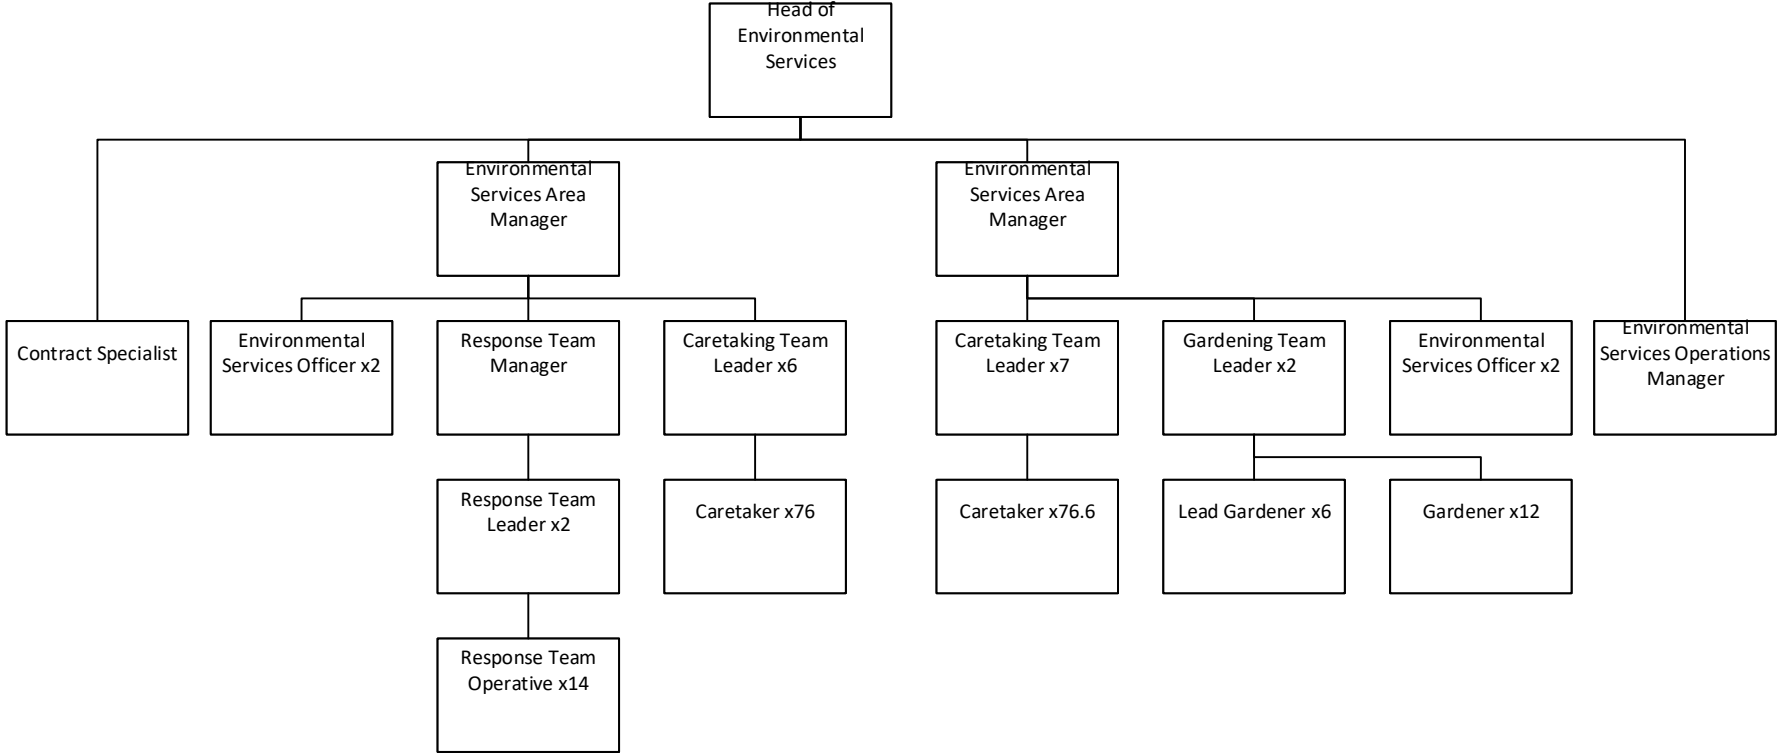 Head of
Environmental
Services
Environmental
Services Area
Manager
Environmental
Services Area
Manager
Contract Specialist
Environmental
Services Officer x2
Response Team
Manager
Caretaking Team
Leader x6
Caretaking Team
Leader x7
Gardening Team
Leader x2
Environmental
Services Officer x2
Environmental
Services Operations
Manager
Response Team
Leader x2
Caretaker x76
Caretaker x76.6
Lead Gardener x6
Gardener x12
Response Team
Operative x14